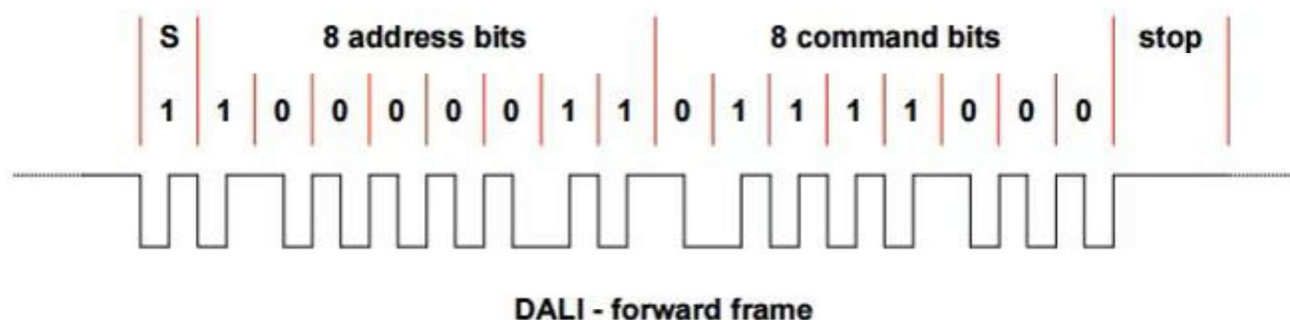 S 8 address bits 8 command bits stop
1 1 0 0 0 0 0 1 1 0 1 1 1 1 0 0 0
DALI - forward frame